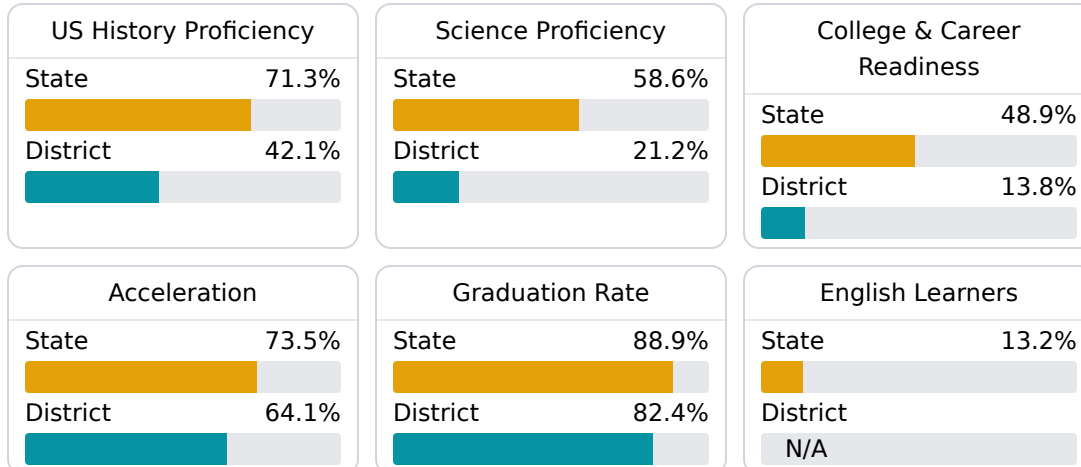 US History Proficiency
State 71.3%
District 42.1%
Science Proficiency
State 58.6%
District 21.2%
College & Career
Readiness
State 48.9%
District 13.8%
Acceleration
State 73.5%
District 64.1%
Graduation Rate
State 88.9%
District 82.4%
English Learners
State 13.2%
District
N/A